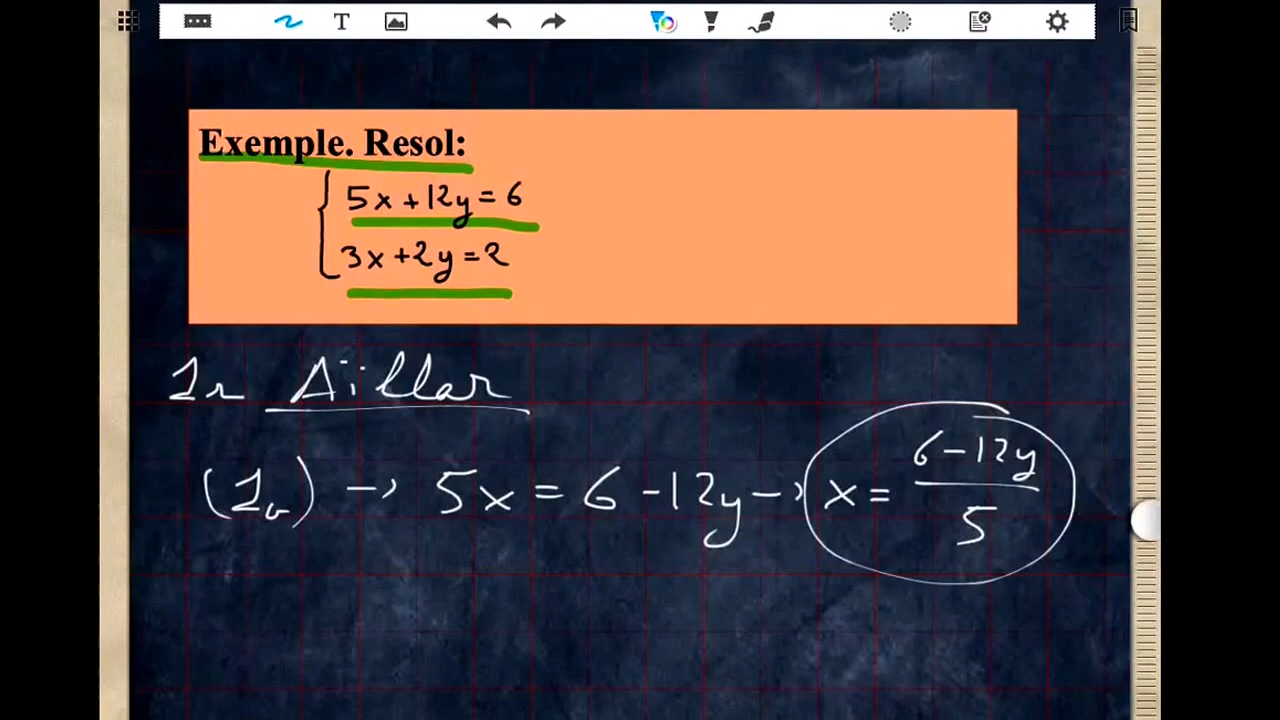 T
Exemple. Resol:
5x+12y=6
3x+2y=2
1r Aïllar
(1a) → 5x = 6-12y → x = (6-12y)/5